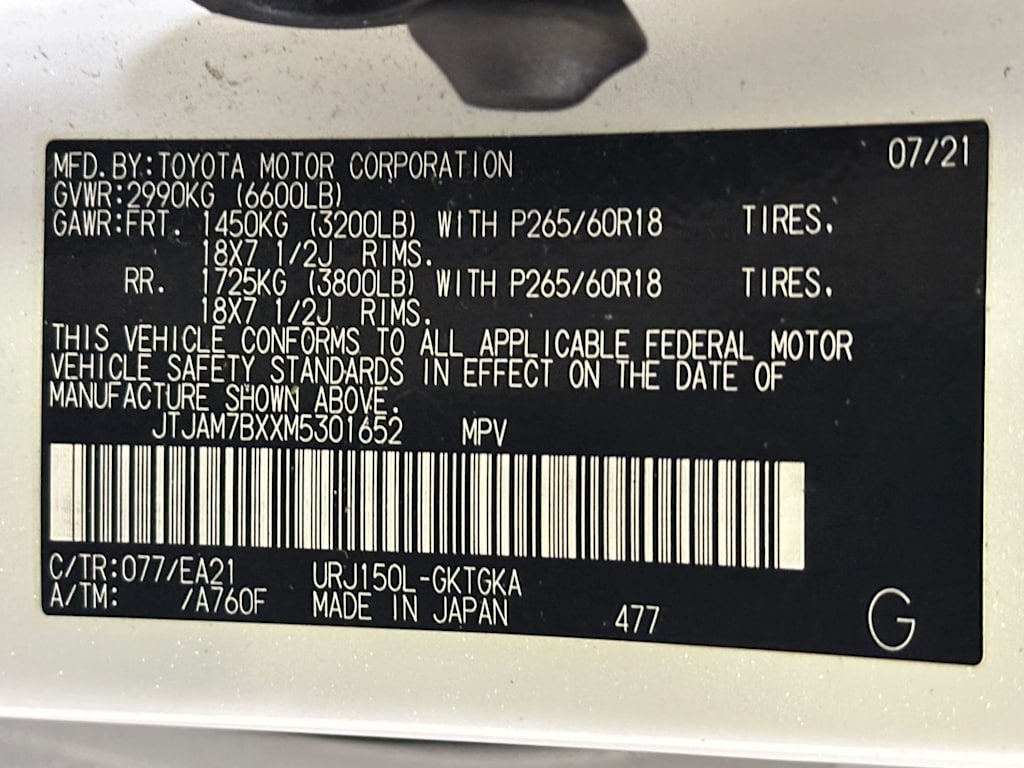 MFD. BY: TOYOTA MOTOR CORPORATION 07/21
GVWR: 2990KG (6600LB)
GAWR: FRT. 1450KG (3200LB) WITH P265/60R18 TIRES.
18X7 1/2J RIMS.
RR. 1725KG (3800LB) WITH P265/60R18 TIRES.
18X7 1/2J RIMS.
THIS VEHICLE CONFORMS TO ALL APPLICABLE FEDERAL MOTOR
VEHICLE SAFETY STANDARDS IN EFFECT ON THE DATE OF
MANUFACTURE SHOWN ABOVE.
JTJAM7BXXM5301652 MPV
C/TR: 077/EA21 URJ150L-GKTGKA
A/TM: /A760F MADE IN JAPAN 477 G